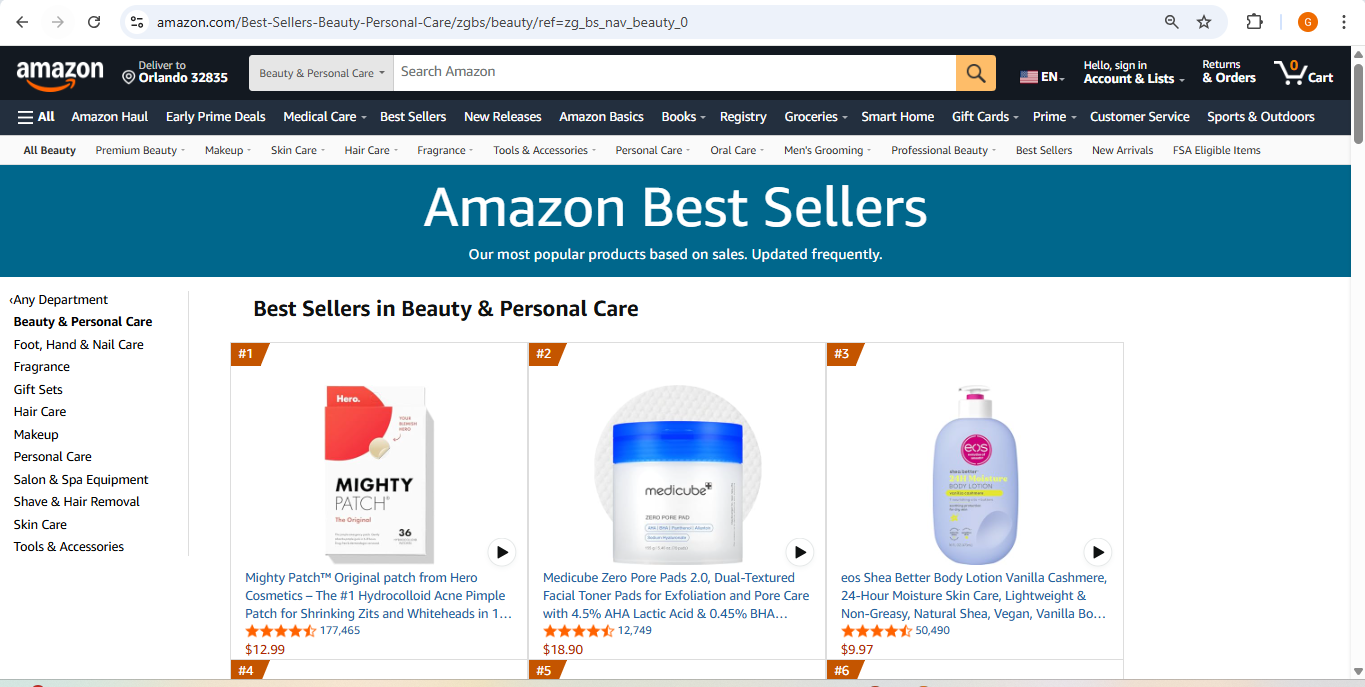 amazon.com/Best-Sellers-Beauty-Personal-Care/zgbs/beauty/ref=zg_bs_nav_beauty_0
G
amazon
Deliver to
Orlando 32835
Beauty & Personal Care
Search Amazon
EN
Hello, sign in
Account & Lists
Returns
& Orders
0
Cart
All Amazon Haul Early Prime Deals Medical Care Best Sellers New Releases Amazon Basics Books Registry Groceries Smart Home Gift Cards Prime Customer Service Sports & Outdoors
All Beauty Premium Beauty Makeup Skin Care Hair Care Fragrance Tools & Accessories Personal Care Oral Care Men's Grooming Professional Beauty Best Sellers New Arrivals FSA Eligible Items
Amazon Best Sellers
Our most popular products based on sales. Updated frequently.
‹Any Department
Beauty & Personal Care
Foot, Hand & Nail Care
Fragrance
Gift Sets
Hair Care
Makeup
Personal Care
Salon & Spa Equipment
Shave & Hair Removal
Skin Care
Tools & Accessories
Best Sellers in Beauty & Personal Care
#1
Hero.
YOUR
BLEMISH
HERO
MIGHTY
PATCH
The Original
36
Mighty Patch™ Original patch from Hero
Cosmetics – The #1 Hydrocolloid Acne Pimple
Patch for Shrinking Zits and Whiteheads in 1…
177,465
$12.99
#2
medicube
ZERO PORE PAD
Medicube Zero Pore Pads 2.0, Dual-Textured
Facial Toner Pads for Exfoliation and Pore Care
with 4.5% AHA Lactic Acid & 0.45% BHA…
12,749
$18.90
#3
eos
shea better
24H Moisture
BODY LOTION
vanilla cashmere
eos Shea Better Body Lotion Vanilla Cashmere,
24-Hour Moisture Skin Care, Lightweight &
Non-Greasy, Natural Shea, Vegan, Vanilla Bo…
50,490
$9.97
#4
#5
#6